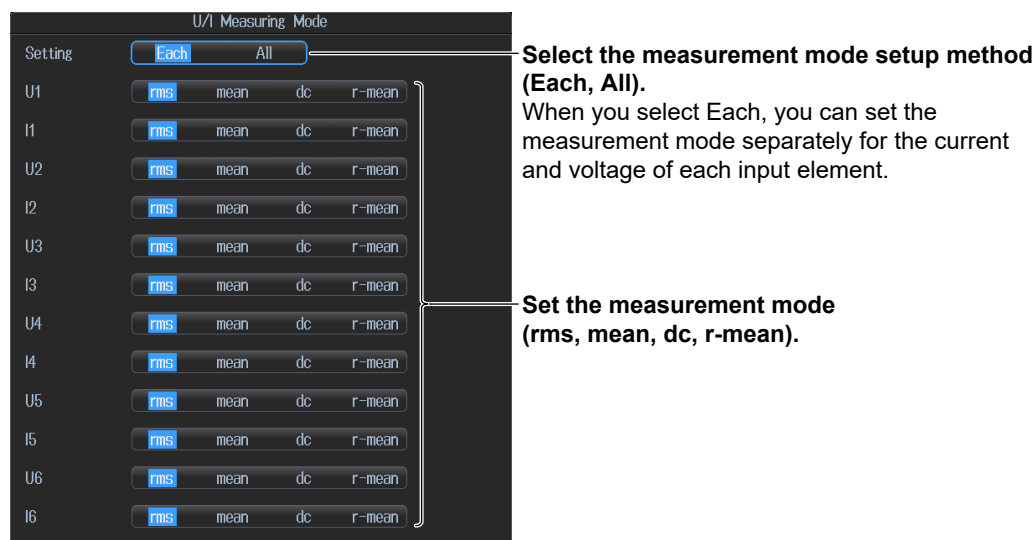 U/I Measuring Mode
Setting Each All
Select the measurement mode setup method
(Each, All).
When you select Each, you can set the
measurement mode separately for the current
and voltage of each input element.
U1 rms mean dc r-mean
I1 rms mean dc r-mean
U2 rms mean dc r-mean
I2 rms mean dc r-mean
U3 rms mean dc r-mean
I3 rms mean dc r-mean
U4 rms mean dc r-mean
I4 rms mean dc r-mean
U5 rms mean dc r-mean
I5 rms mean dc r-mean
U6 rms mean dc r-mean
I6 rms mean dc r-mean
Set the measurement mode
(rms, mean, dc, r-mean).